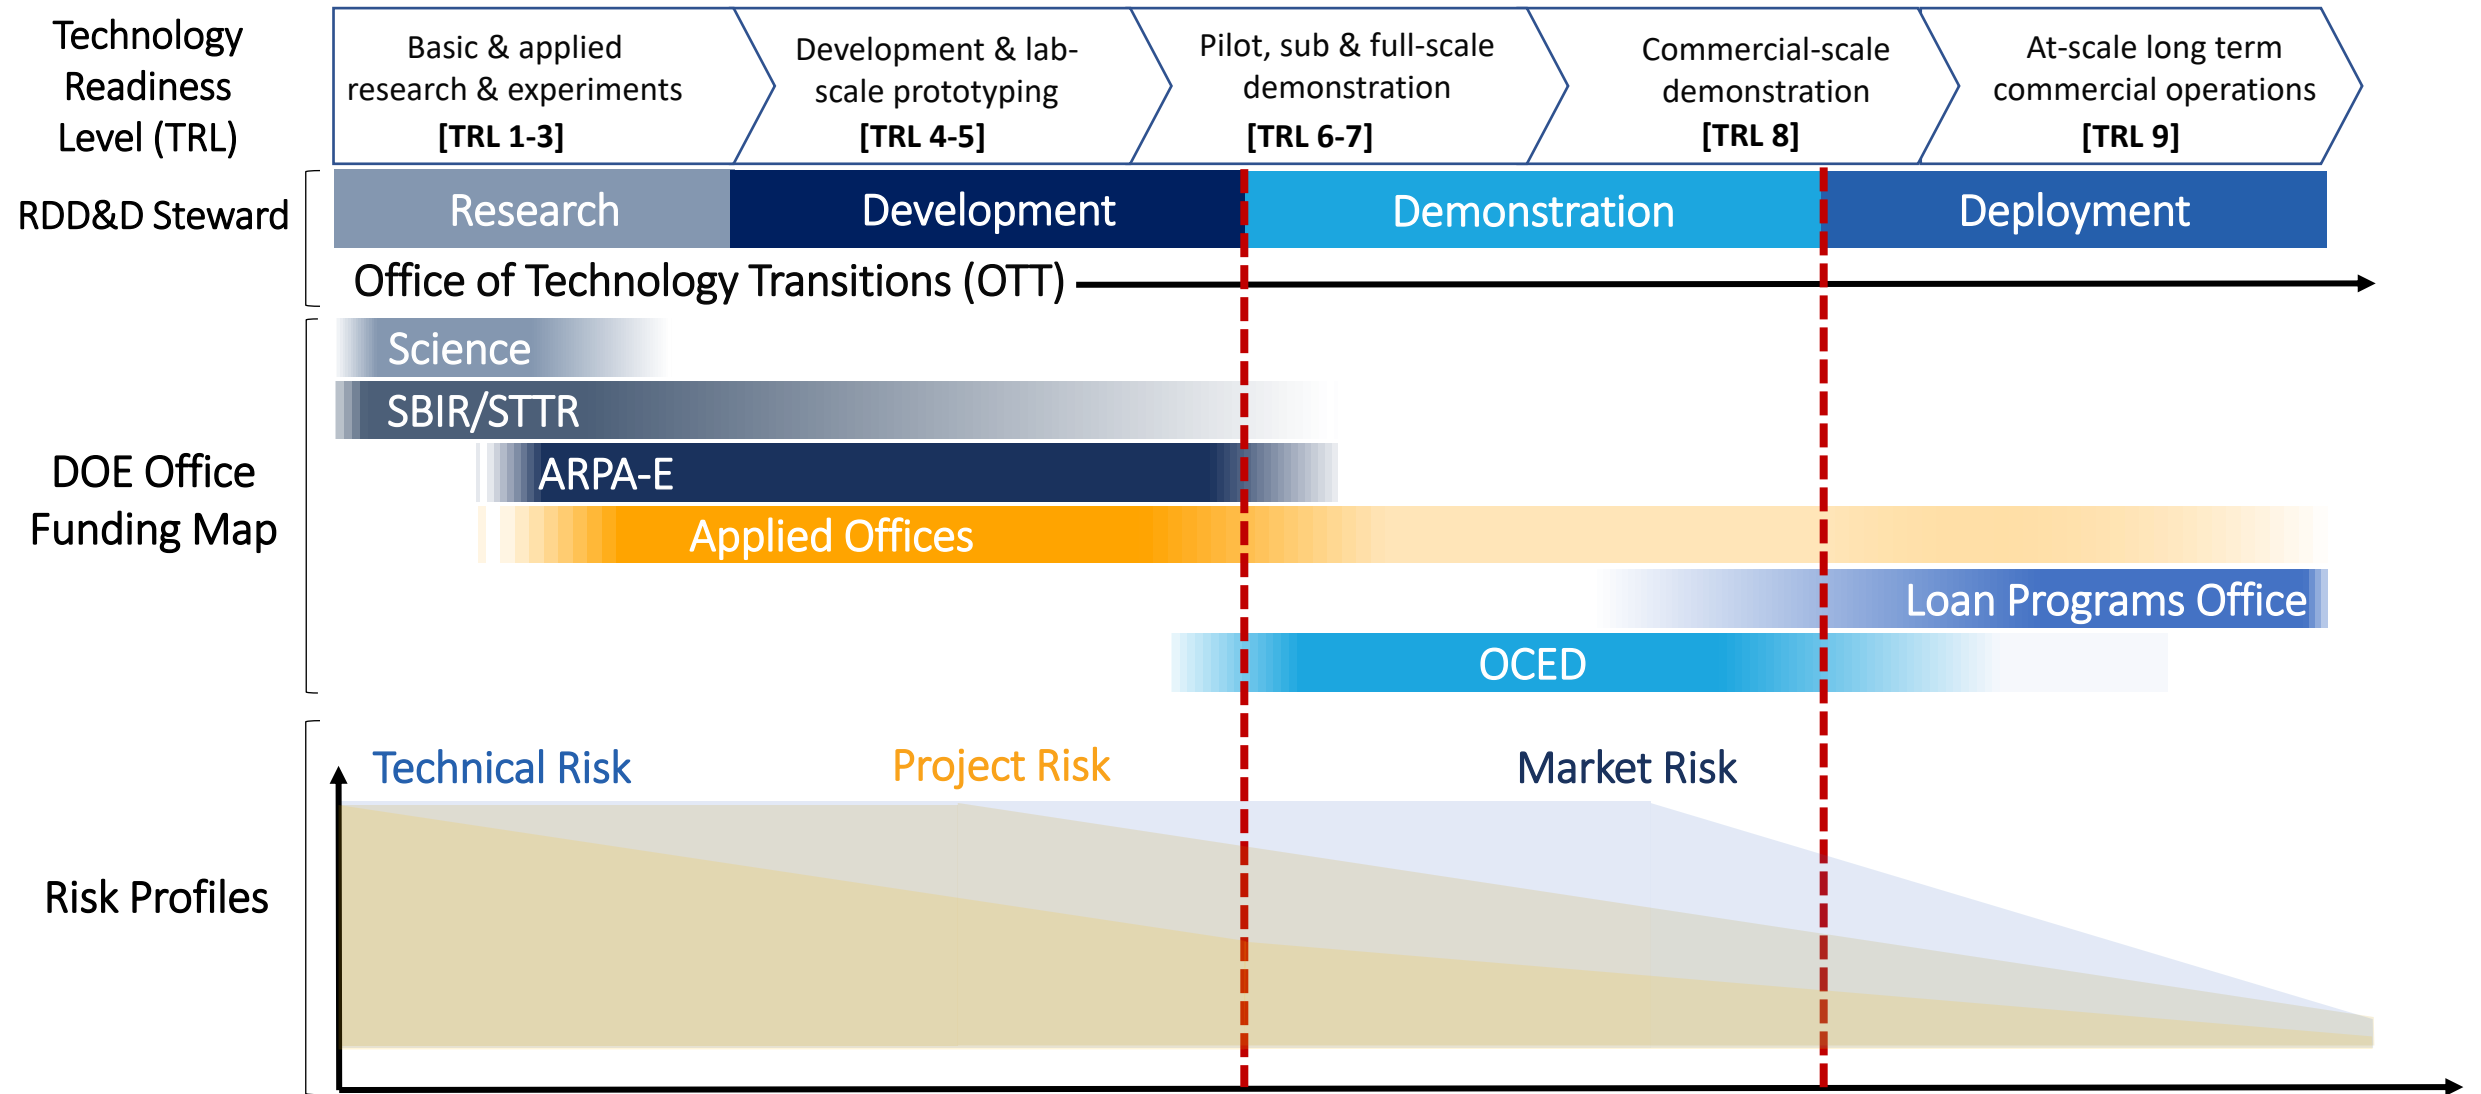 Technology
Readiness
Level (TRL)
Basic & applied
research & experiments
[TRL 1-3]
Development & lab-
scale prototyping
[TRL 4-5]
Pilot, sub & full-scale
demonstration
[TRL 6-7]
Commercial-scale
demonstration
[TRL 8]
At-scale long term
commercial operations
[TRL 9]
RDD&D Steward
Research
Development
Demonstration
Deployment
Office of Technology Transitions (OTT)
DOE Office
Funding Map
Science
SBIR/STTR
ARPA-E
Applied Offices
Loan Programs Office
OCED
Risk Profiles
Technical Risk
Project Risk
Market Risk